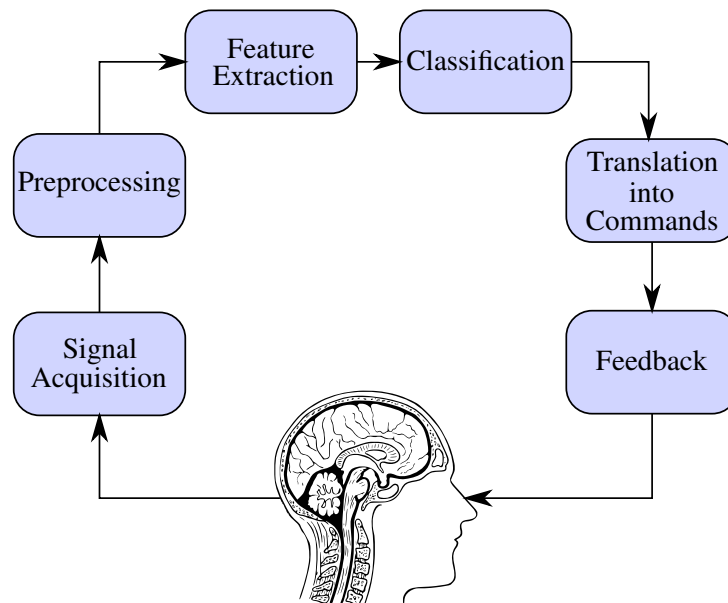 Feature
Extraction
Classification
Preprocessing
Translation
into
Commands
Signal
Acquisition
Feedback